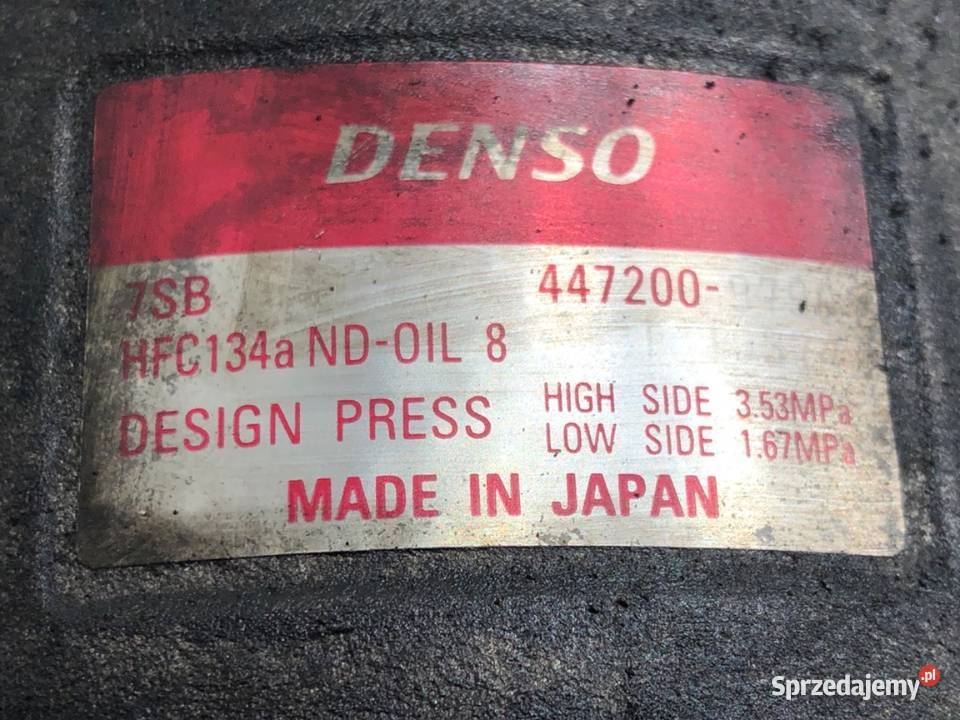 DENSO
7SB 447200-
HFC134a ND-OIL 8
DESIGN PRESS HIGH SIDE 3.53MPa
LOW SIDE 1.67MPa
MADE IN JAPAN
Sprzedajemy.pl